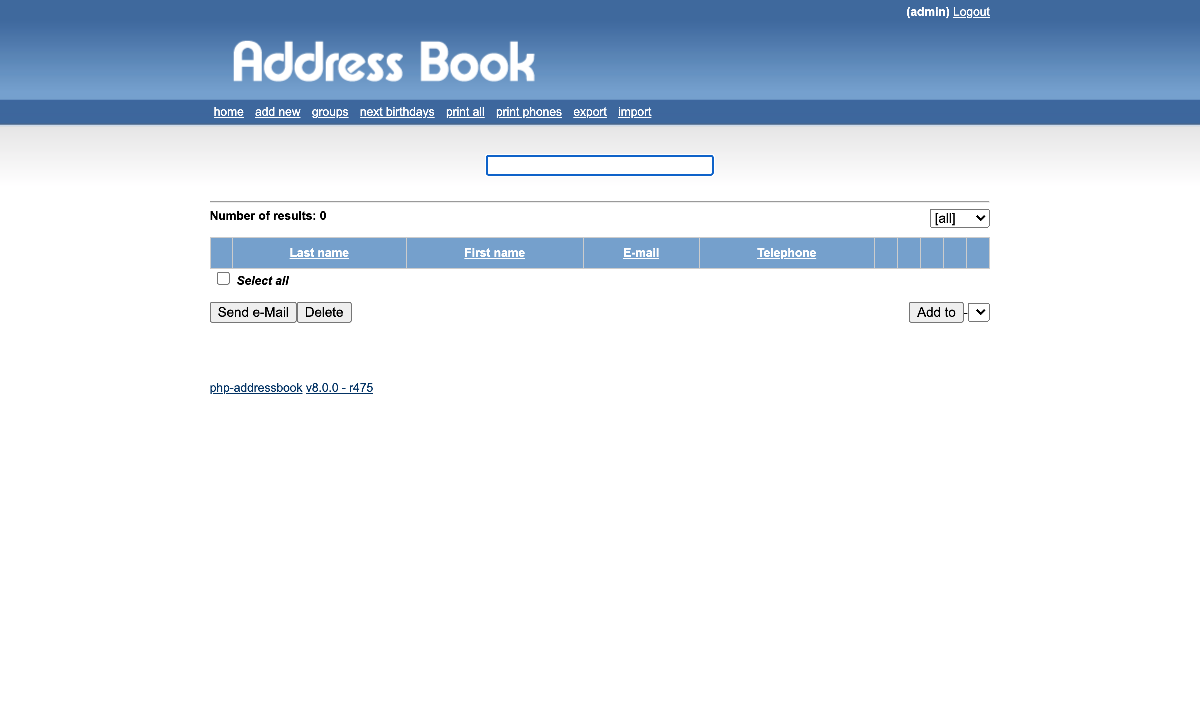 (admin) Logout
Address Book
home add new groups next birthdays print all print phones export import
Number of results: 0
[all]
Last name First name E-mail Telephone
Select all
Send e-Mail Delete Add to -
php-addressbook v8.0.0 - r475